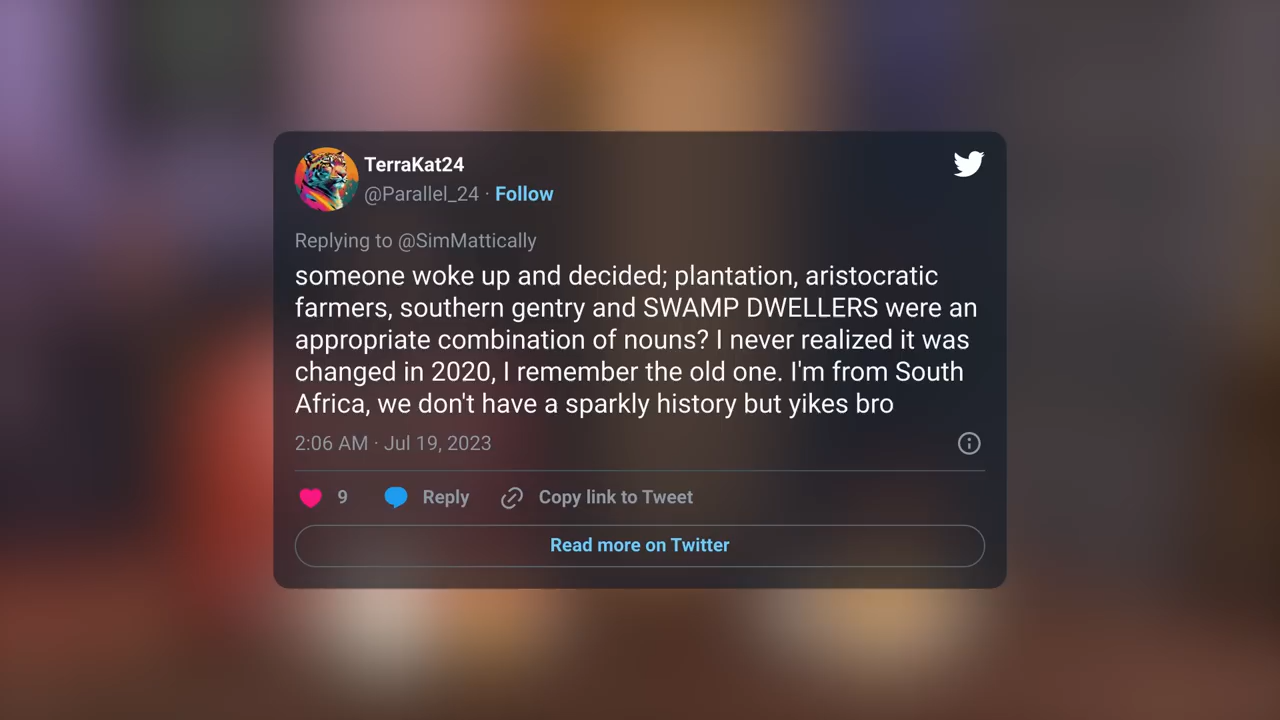 TerraKat24
@Parallel_24 · Follow
Replying to @SimMattically
someone woke up and decided; plantation, aristocratic
farmers, southern gentry and SWAMP DWELLERS were an
appropriate combination of nouns? I never realized it was
changed in 2020, I remember the old one. I'm from South
Africa, we don't have a sparkly history but yikes bro
2:06 AM · Jul 19, 2023
9 Reply Copy link to Tweet
Read more on Twitter